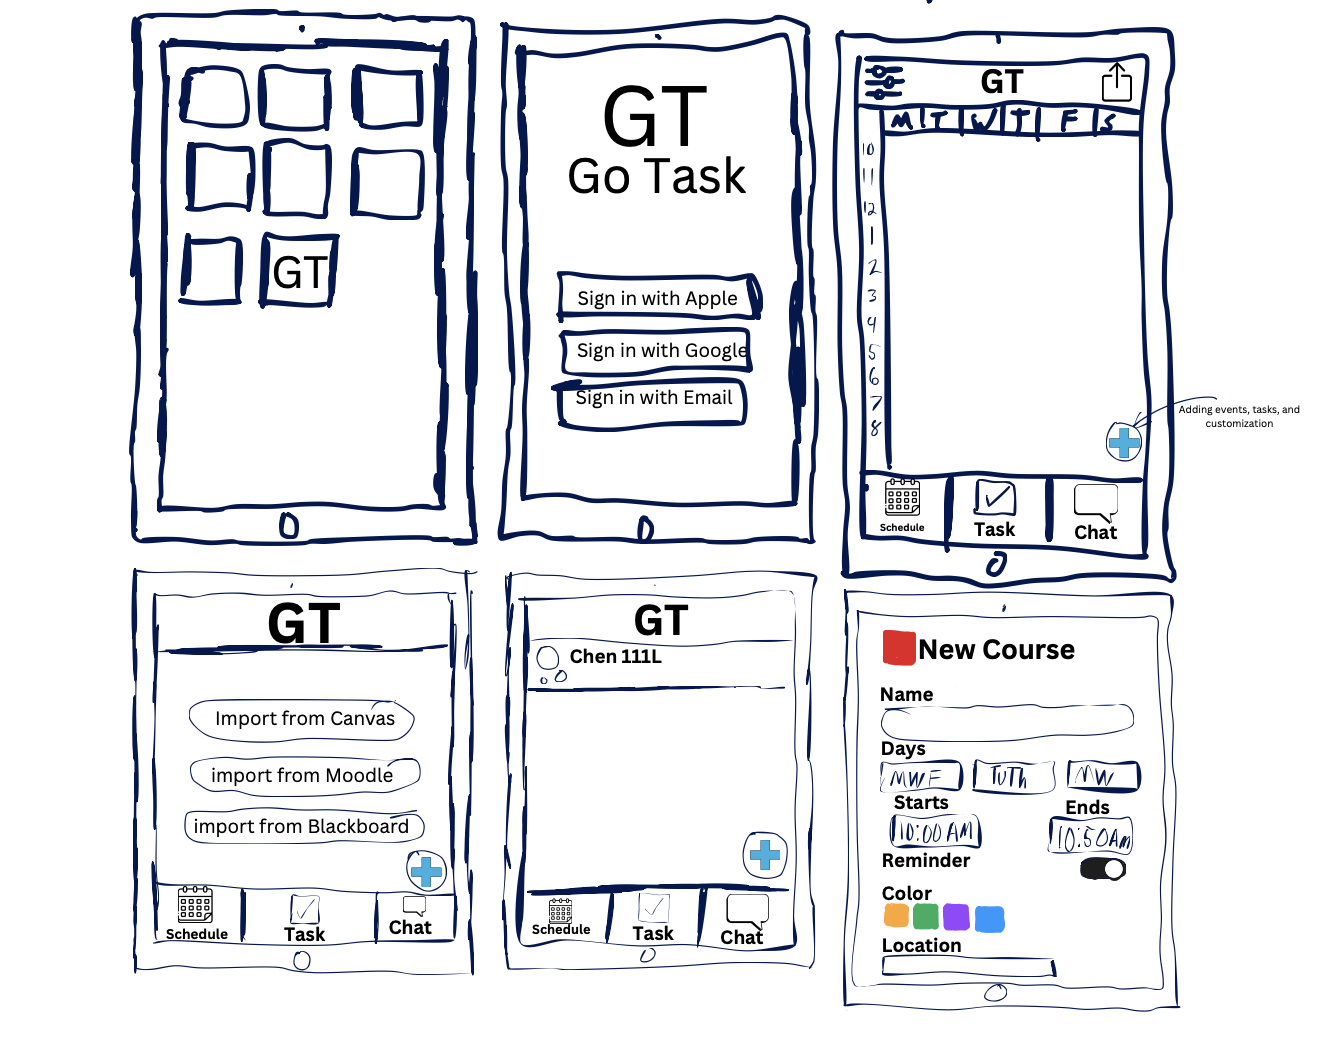 GT
GT
Go Task
Sign in with Apple
Sign in with Google
Sign in with Email
GT
M T W T F S
10
11
12
1
2
3
4
5
6
7
8
Adding events, tasks, and
customization
Schedule
Task
Chat
GT
Import from Canvas
import from Moodle
import from Blackboard
Schedule
Task
Chat
GT
Chen 111L
Schedule
Task
Chat
New Course
Name
Days
MWF TuTh MW
Starts Ends
10:00 AM 10:50Am
Reminder
Color
Location